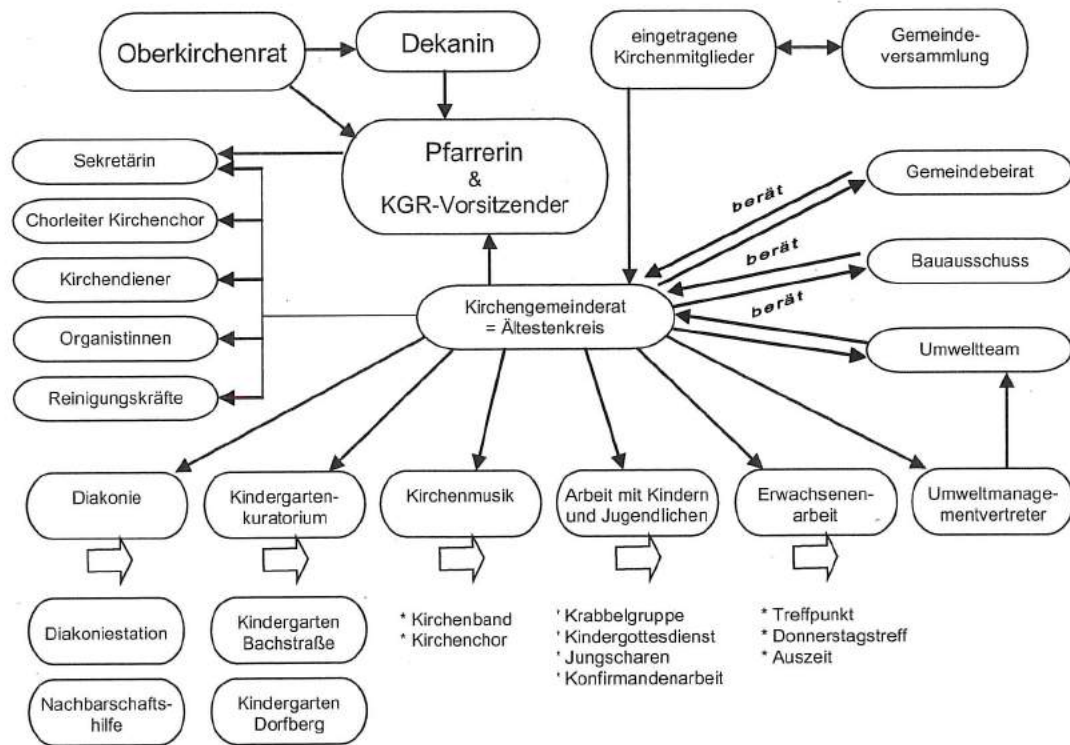 Oberkirchenrat
Dekanin
eingetragene
Kirchenmitglieder
Gemeinde-
versammlung
Pfarrerin
&
KGR-Vorsitzender
Sekretärin
Chorleiter Kirchenchor
Kirchendiener
Organistinnen
Reinigungskräfte
Gemeindebeirat
berät
Bauausschuss
berät
Umweltteam
berät
Kirchengemeinderat
= Ältestenkreis
Diakonie
Kindergarten-
kuratorium
Kirchenmusik
Arbeit mit Kindern
und Jugendlichen
Erwachsenen-
arbeit
Umweltmanage-
mentvertreter
Diakoniestation
Nachbarschafts-
hilfe
Kindergarten
Bachstraße
Kindergarten
Dorfberg
* Kirchenband
* Kirchenchor
' Krabbelgruppe
' Kindergottesdienst
' Jungscharen
' Konfirmandenarbeit
* Treffpunkt
* Donnerstagstreff
* Auszeit